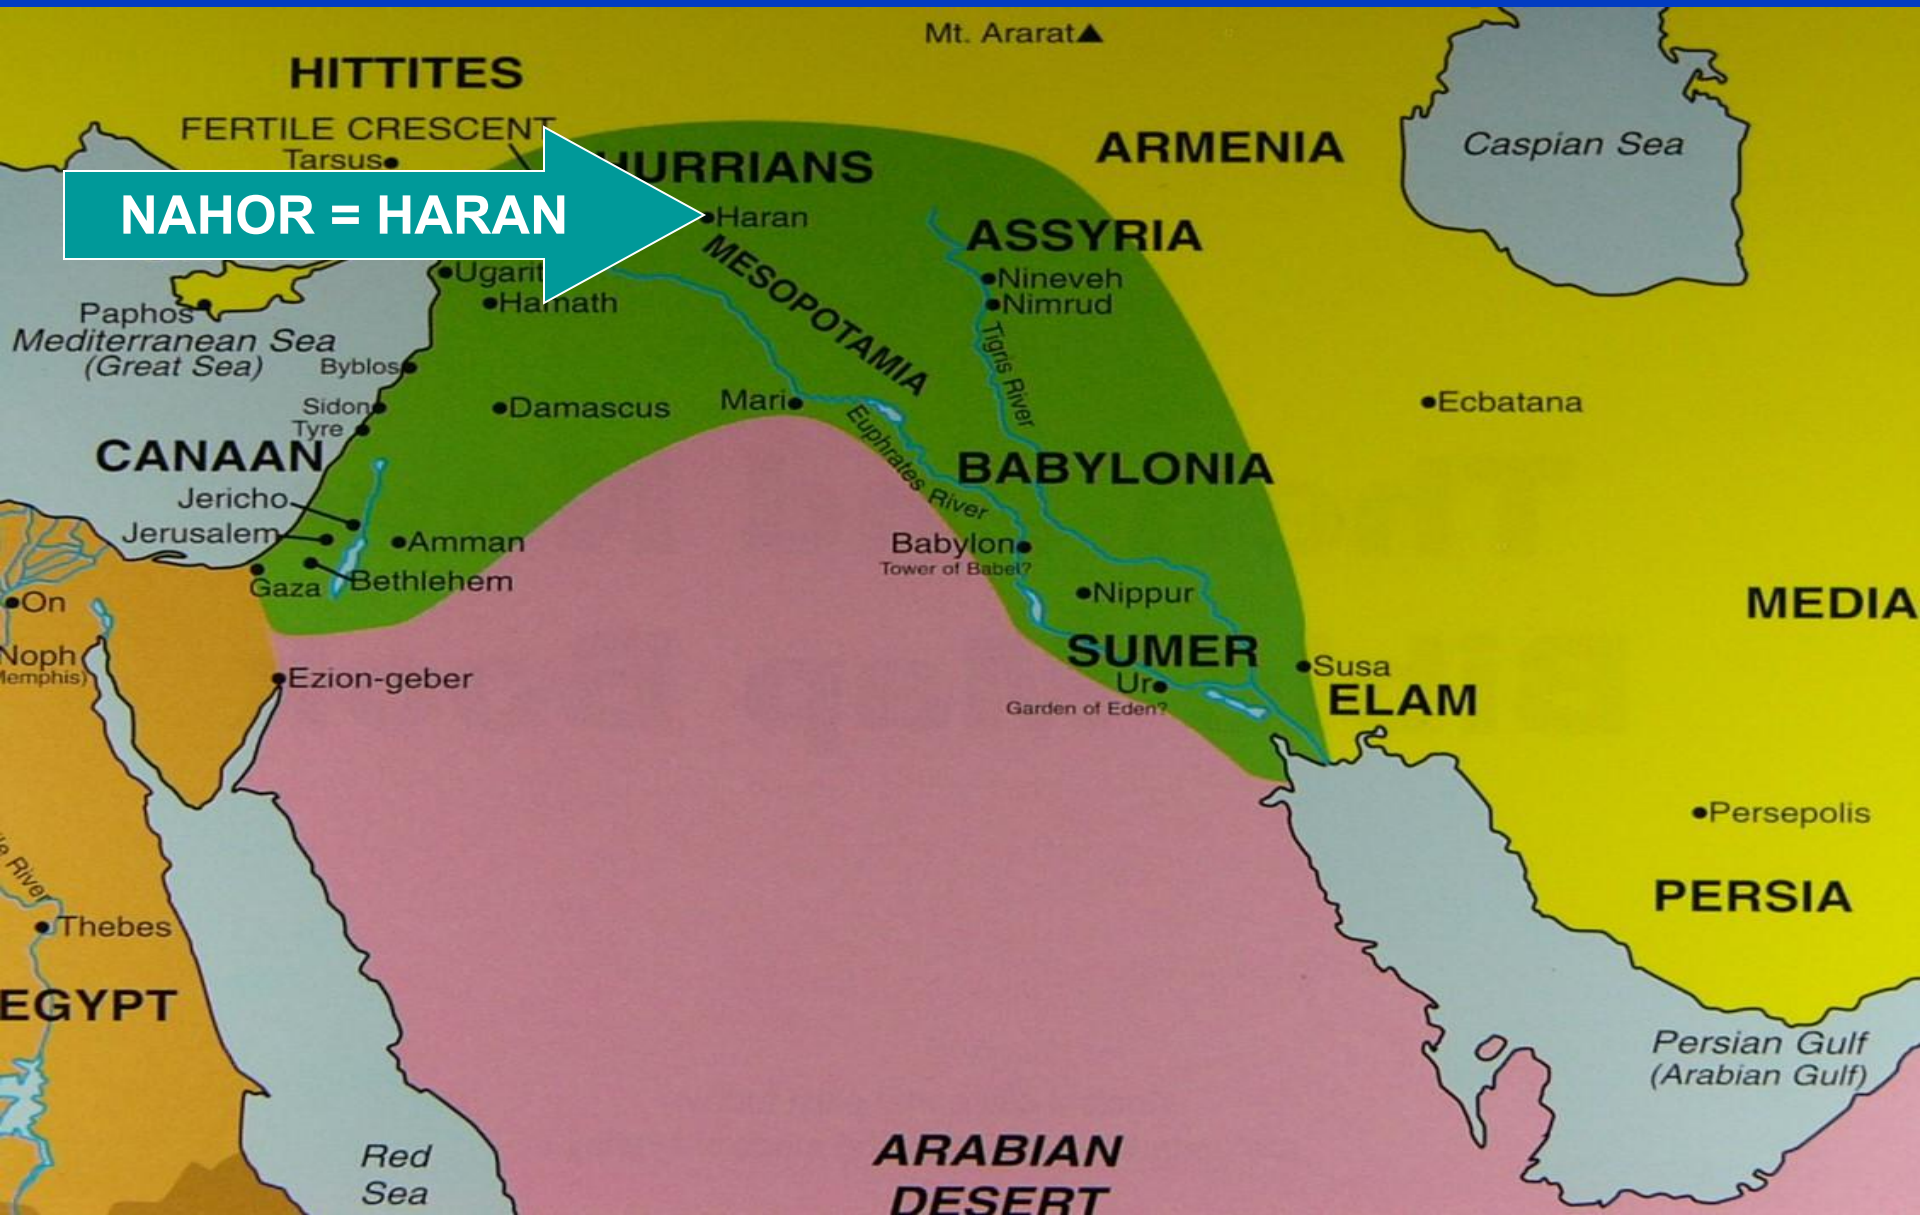 Mt. Ararat
HITTITES
FERTILE CRESCENT
Tarsus
HURRIANS
ARMENIA
Caspian Sea
NAHOR = HARAN
Haran
ASSYRIA
MESOPOTAMIA
Ugarit
Nineveh
Hamath
Nimrud
Paphos
Mediterranean Sea
(Great Sea)
Byblos
Tigris River
Sidon
Damascus
Mari
Ecbatana
Tyre
Euphrates River
CANAAN
BABYLONIA
Jericho
Jerusalem
Amman
Babylon
Tower of Babel?
Gaza
Bethlehem
Nippur
On
MEDIA
Noph
SUMER
Susa
Ezion-geber
Ur
ELAM
Garden of Eden?
Persepolis
River
PERSIA
Thebes
EGYPT
Persian Gulf
(Arabian Gulf)
Red
Sea
ARABIAN
DESERT